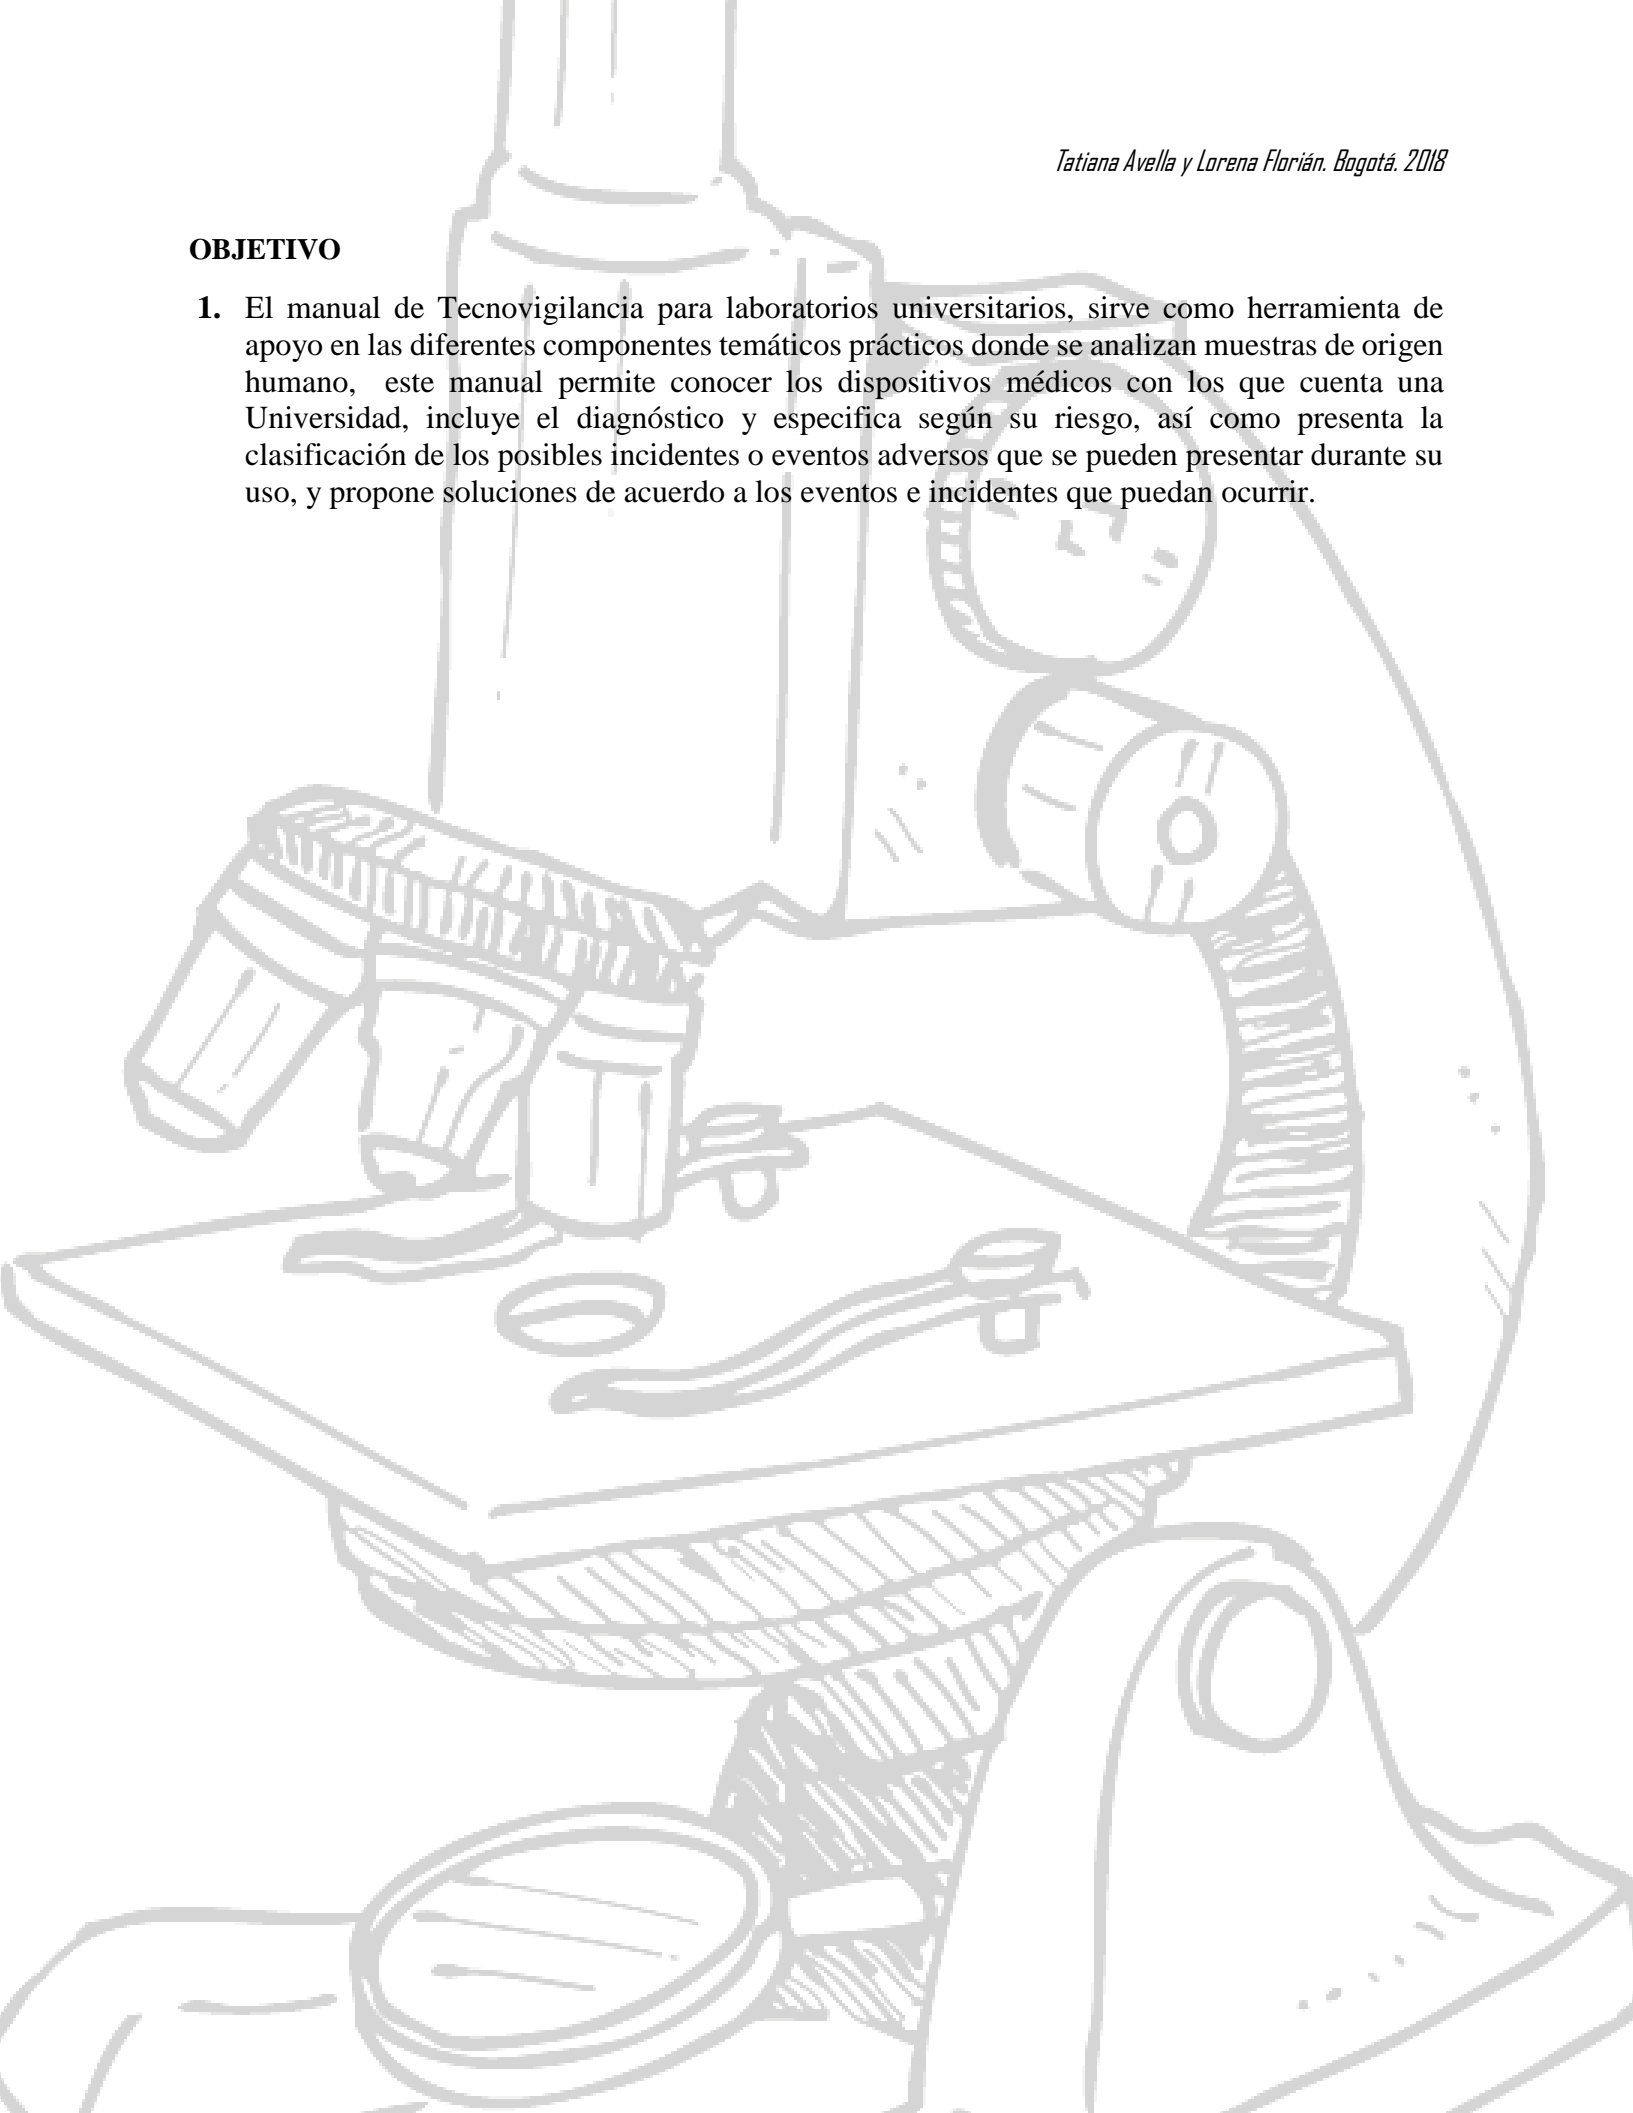 Tatiana Avella y Lorena Florián. Bogotá. 2018
OBJETIVO
1. El manual de Tecnovigilancia para laboratorios universitarios, sirve como herramienta de
apoyo en las diferentes componentes temáticos prácticos donde se analizan muestras de origen
humano, este manual permite conocer los dispositivos médicos con los que cuenta una
Universidad, incluye el diagnóstico y especifica según su riesgo, así como presenta la
clasificación de los posibles incidentes o eventos adversos que se pueden presentar durante su
uso, y propone soluciones de acuerdo a los eventos e incidentes que puedan ocurrir.